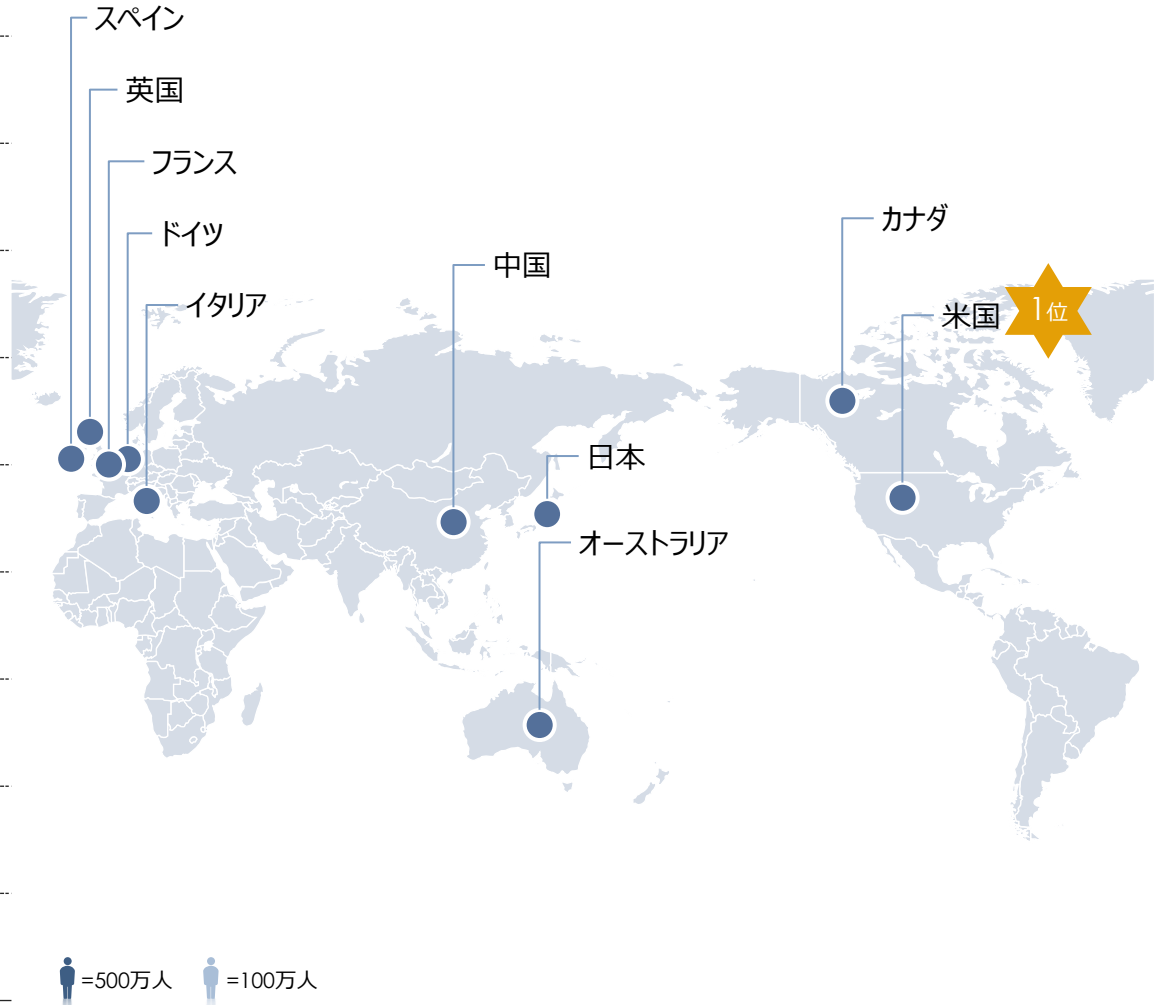 スペイン
英国
フランス
ドイツ
カナダ
中国
イタリア
米国
1位
日本
オーストラリア
=500万人
=100万人